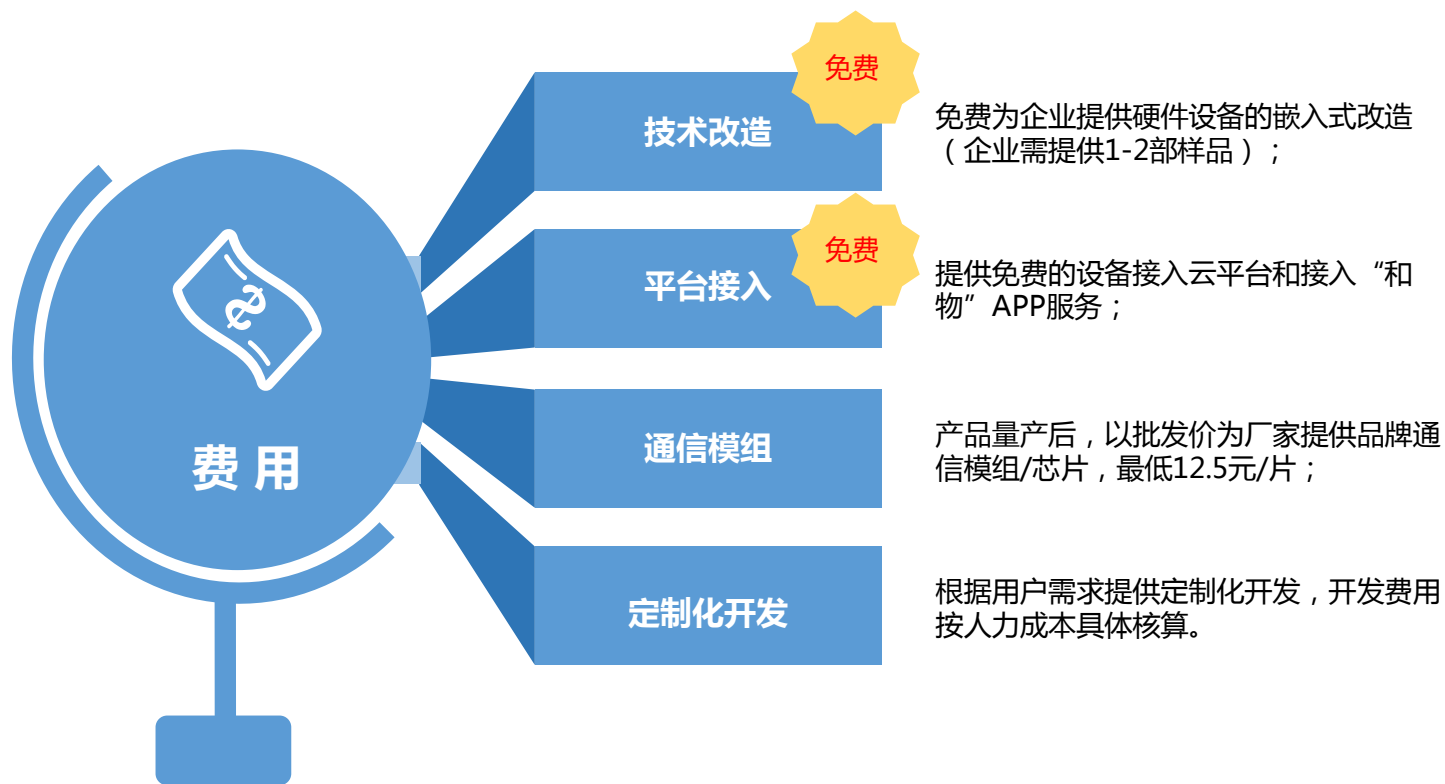 免费
技术改造
免费为企业提供硬件设备的嵌入式改造
（企业需提供1-2部样品）；
免费
平台接入
提供免费的设备接入云平台和接入“和
物”APP服务；
费 用
通信模组
产品量产后，以批发价为厂家提供品牌通
信模组/芯片，最低12.5元/片；
定制化开发
根据用户需求提供定制化开发，开发费用
按人力成本具体核算。